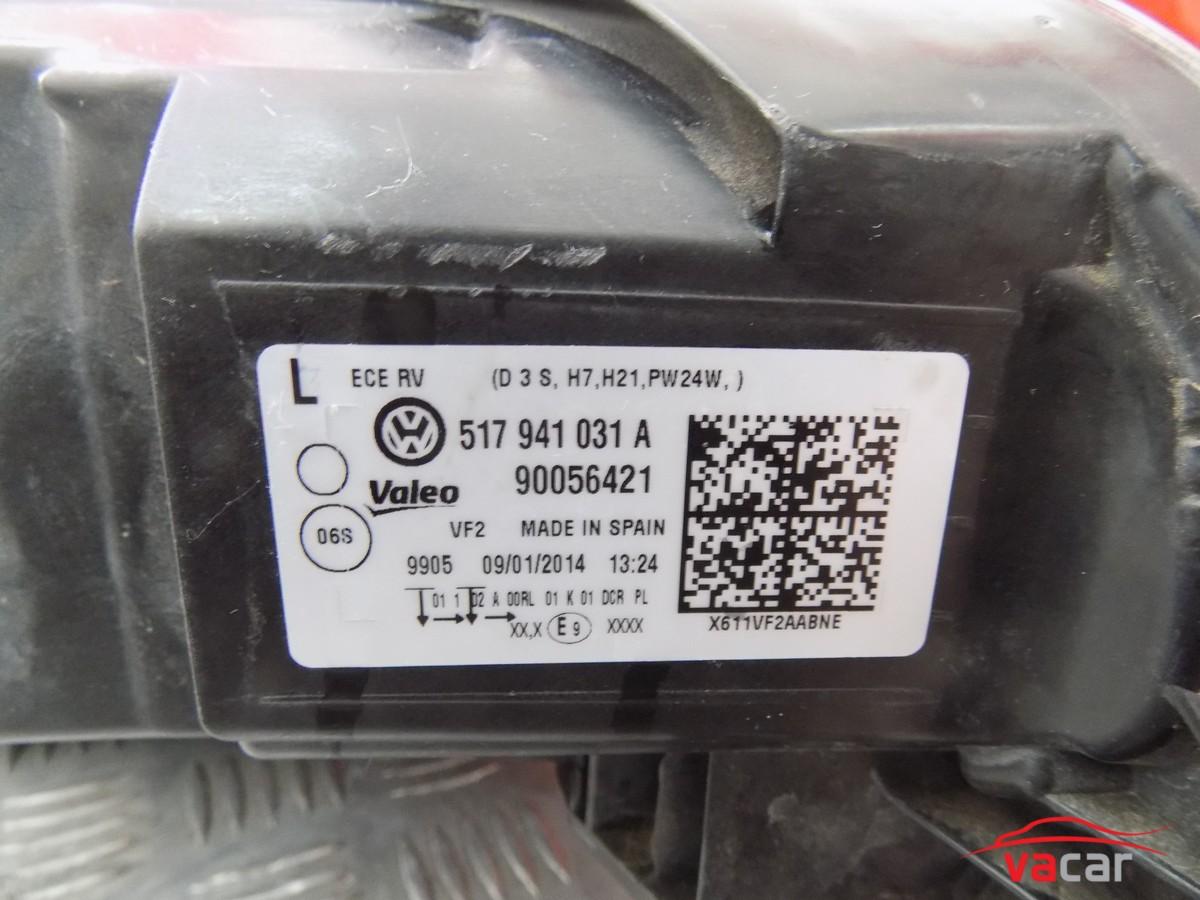 L ECE RV (D 3 S, H7,H21,PW24W, )
517 941 031 A
Valeo 90056421
06S VF2 MADE IN SPAIN
9905 09/01/2014 13:24
01 1 02 A 00RL 01 K 01 DCR PL
XX,X E9 XXXX
X611VF2AABNE
vacar